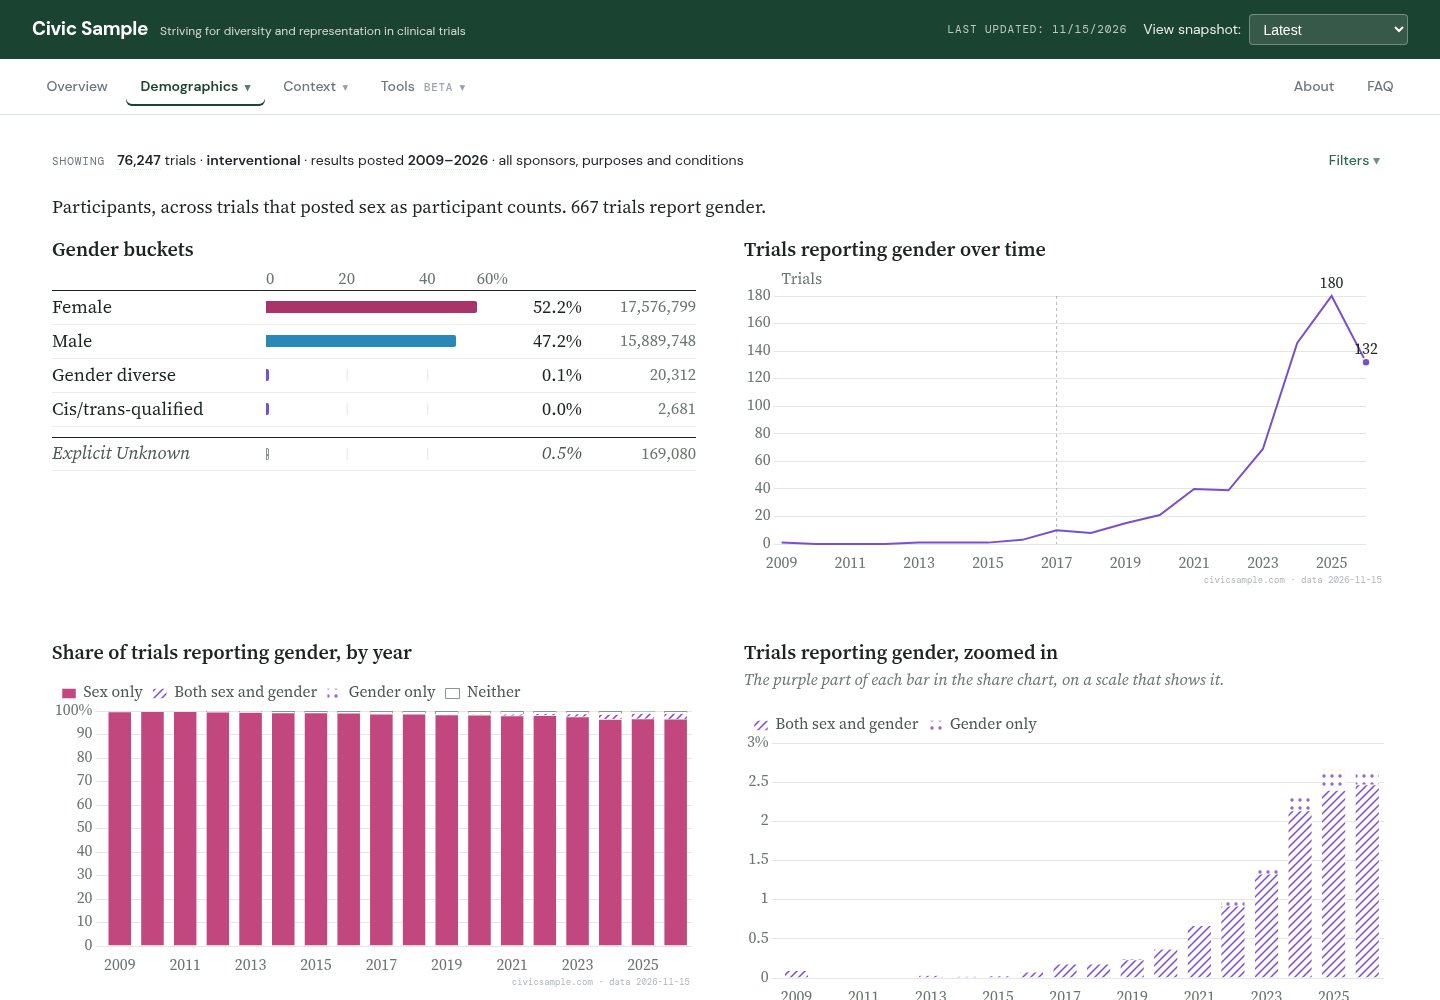 Civic Sample Striving for diversity and representation in clinical trials LAST UPDATED: 11/15/2026 View snapshot: Latest
Overview Demographics ▾ Context ▾ Tools BETA ▾ About FAQ
SHOWING 76,247 trials · interventional · results posted 2009–2026 · all sponsors, purposes and conditions Filters ▾
Participants, across trials that posted sex as participant counts. 667 trials report gender.
Gender buckets
0 20 40 60%
Female 52.2% 17,576,799
Male 47.2% 15,889,748
Gender diverse 0.1% 20,312
Cis/trans-qualified 0.0% 2,681
Explicit Unknown 0.5% 169,080
Trials reporting gender over time
Trials
180
180
160
140
132
120
100
80
60
40
20
0
2009 2011 2013 2015 2017 2019 2021 2023 2025
civicsample.com · data 2026-11-15
Share of trials reporting gender, by year
Sex only Both sex and gender Gender only Neither
100%
90
80
70
60
50
40
30
20
10
0
2009 2011 2013 2015 2017 2019 2021 2023 2025
civicsample.com · data 2026-11-15
Trials reporting gender, zoomed in
The purple part of each bar in the share chart, on a scale that shows it.
Both sex and gender Gender only
3%
2.5
2
1.5
1
0.5
0
2009 2011 2013 2015 2017 2019 2021 2023 2025